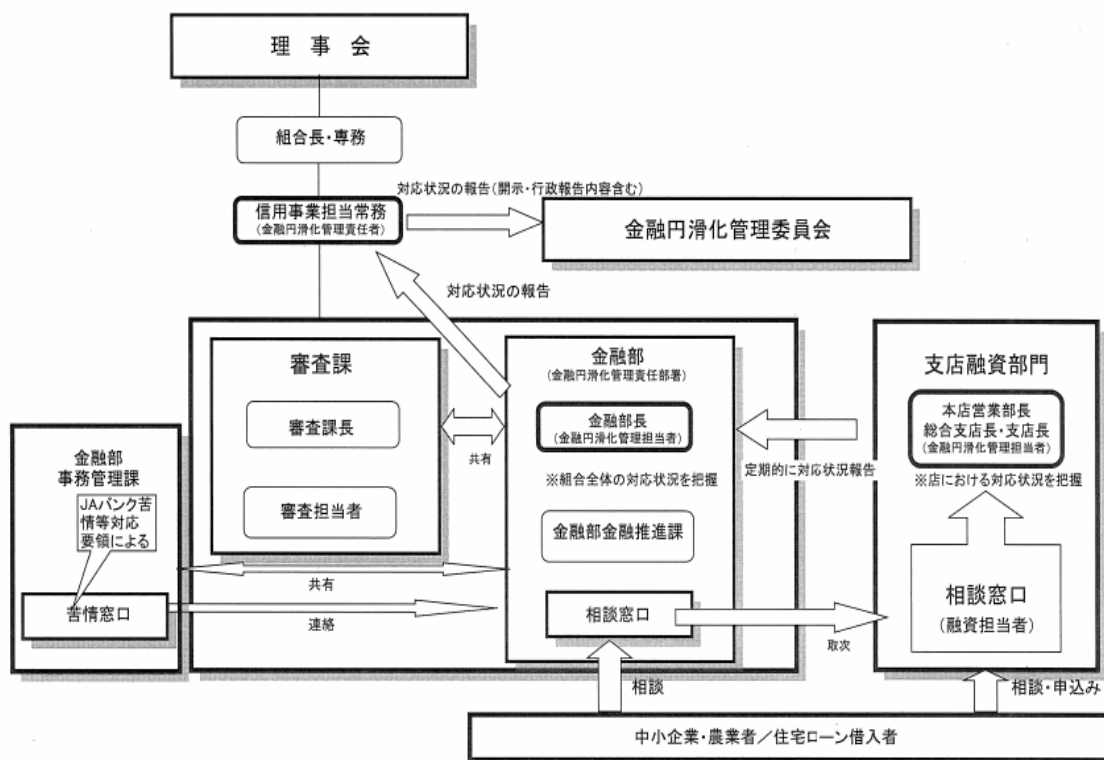 理 事 会
組合長・専務
対応状況の報告(開示・行政報告内容含む)
信用事業担当常務
(金融円滑化管理責任者)
金融円滑化管理委員会
対応状況の報告
審査課
審査課長
審査担当者
共有
金融部
(金融円滑化管理責任部署)
金融部長
(金融円滑化管理担当者)
※組合全体の対応状況を把握
金融部金融推進課
相談窓口
定期的に対応状況報告
支店融資部門
本店営業部長
総合支店長・支店長
(金融円滑化管理担当者)
※店における対応状況を把握
相談窓口
(融資担当者)
金融部
事務管理課
JAバンク苦
情等対応
要領による
苦情窓口
共有
連絡
取次
相談
相談・申込み
中小企業・農業者／住宅ローン借入者